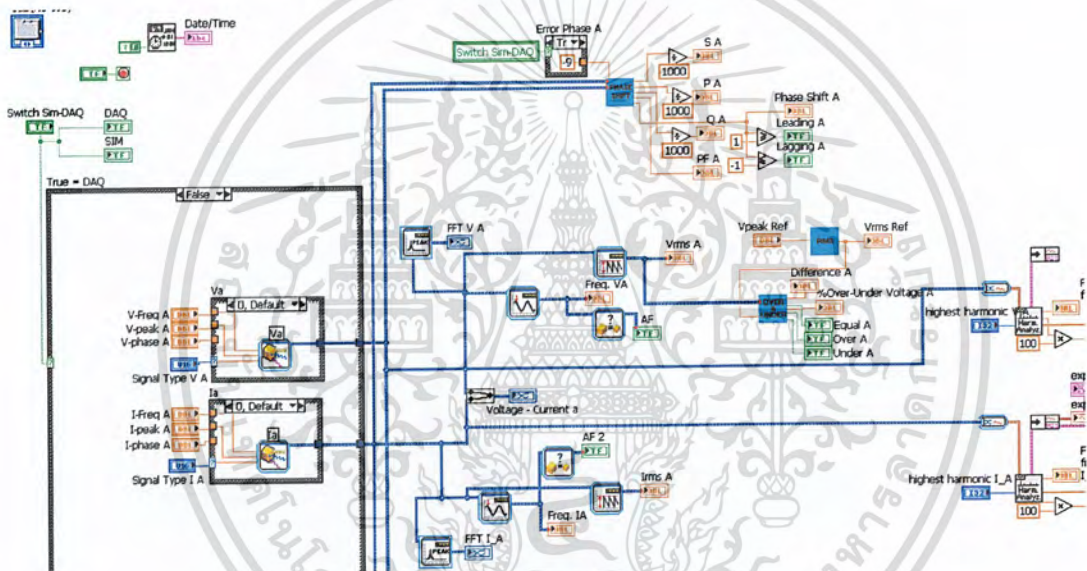 Date/Time
Error Phase A
Switch Sim-DAQ
Tr
-9
S A
1000
P A
1000
Q A
1000
PF A
Phase Shift A
Leading A
Lagging A
1
-1
Switch Sim-DAQ
DAQ
SIM
True = DAQ
False
FFT V A
Vrms A
Freq. VA
AF
Vpeak Ref
Vrms Ref
Difference A
%Over-Under Voltage A
Equal A
Over A
Under A
highest harmonic V
100
Va
0, Default
V-Freq A
V-peak A
V-phase A
Va
Signal Type V A
Ia
0, Default
I-Freq A
I-peak A
I-phase A
Ia
Signal Type I A
Voltage - Current a
AF 2
Irms A
Freq. IA
FFT I_A
highest harmonic I_A
Harm.
100